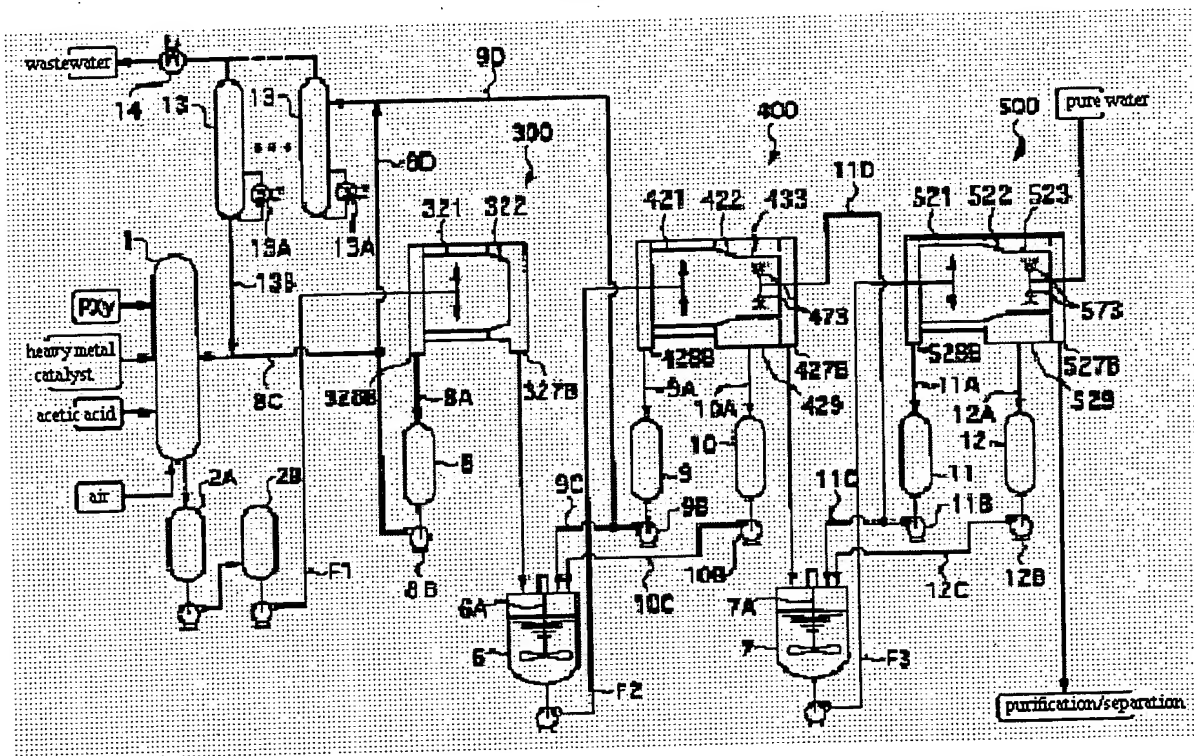 wastewater
14
13
13
13A
13A
13B
9D
8D
300
400
500
pure water
11D
321
322
421
422
433
521
522
523
473
573
1
PXy
heavy metal
catalyst
acetic acid
air
8C
328B
8A
327B
428B
9A
10A
427B
429
528B
11A
12A
527B
529
2A
2B
8
8B
9
9B
9C
10
10B
10C
11
11B
11C
12
12B
12C
F1
6A
6
F2
7A
7
F3
purification/separation